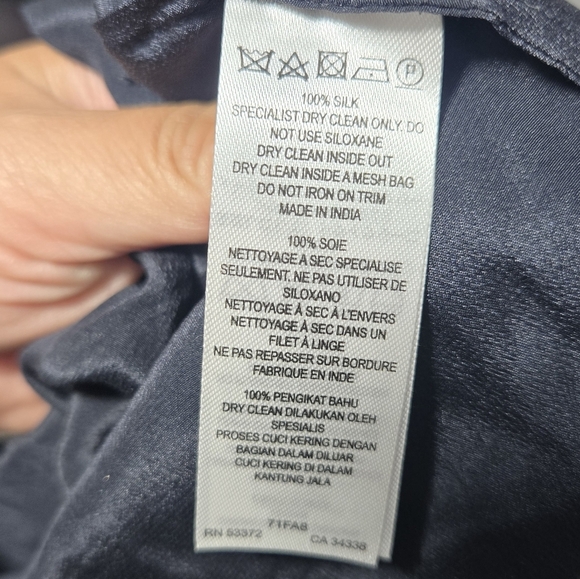 P
100% SILK
SPECIALIST DRY CLEAN ONLY. DO
NOT USE SILOXANE
DRY CLEAN INSIDE OUT
DRY CLEAN INSIDE A MESH BAG
DO NOT IRON ON TRIM
MADE IN INDIA
100% SOIE
NETTOYAGE A SEC SPECIALISE
SEULEMENT. NE PAS UTILISER DE
SILOXANO
NETTOYAGE À SEC À L'ENVERS
NETTOYAGE À SEC DANS UN
FILET À LINGE
NE PAS REPASSER SUR BORDURE
FABRIQUE EN INDE
100% PENGIKAT BAHU
DRY CLEAN DILAKUKAN OLEH
SPESIALIS
PROSES CUCI KERING DENGAN
BAGIAN DALAM DILUAR
CUCI KERING DI DALAM
KANTUNG JALA
71FA8
RN 53372 CA 34338